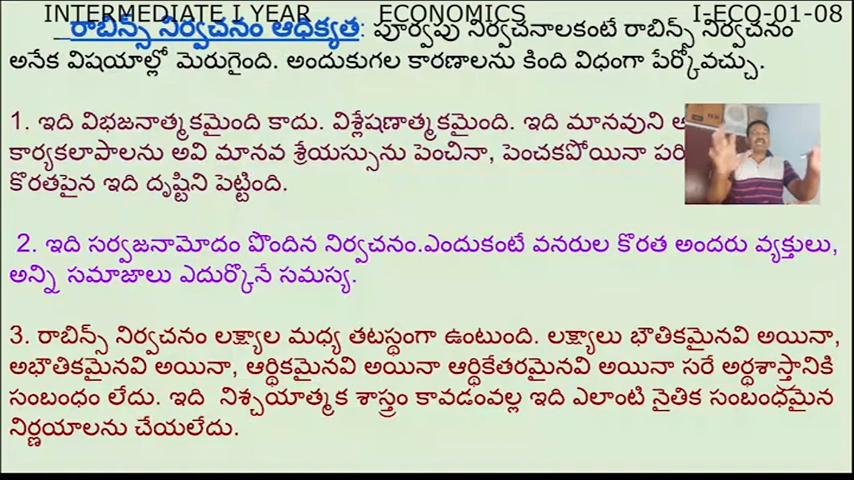 INTERMEDIATE I YEAR ECONOMICS I-ECO-01-08
రాబిన్స్ నిర్వచనం ఆధిక్యత: పూర్వపు నిర్వచనాలకంటే రాబిన్స్ నిర్వచనం
అనేక విషయాల్లో మెరుగైంది. అందుకుగల కారణాలను కింది విధంగా పేర్కోవచ్చు.
1. ఇది విభజనాత్మకమైంది కాదు. విశ్లేషణాత్మకమైంది. ఇది మానవుని
కార్యకలాపాలను అవి మానవ శ్రేయస్సును పెంచినా, పెంచకపోయినా
కొరతపైన ఇది దృష్టిని పెట్టింది.
2. ఇది సర్వజనామోదం పొందిన నిర్వచనం.ఎందుకంటే వనరుల కొరత అందరు వ్యక్తులు,
అన్ని సమాజాలు ఎదుర్కొనే సమస్య.
3. రాబిన్స్ నిర్వచనం లక్ష్యాల మధ్య తటస్థంగా ఉంటుంది. లక్ష్యాలు భౌతికమైనవి అయినా,
అభౌతికమైనవి అయినా, ఆర్థికమైనవి అయినా ఆర్థికేతరమైనవి అయినా సరే అర్థశాస్త్రానికి
సంబంధం లేదు. ఇది నిశ్చయాత్మక శాస్త్రం కావడంవల్ల ఇది ఎలాంటి నైతిక సంబంధమైన
నిర్ణయాలను చేయలేదు.